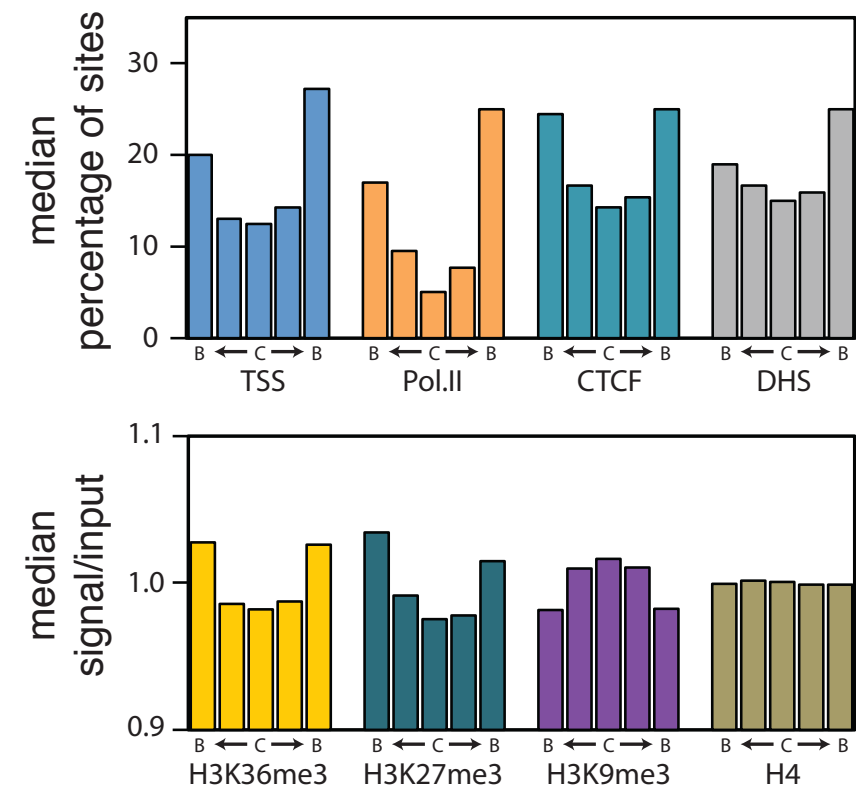 median
percentage of sites
30
20
10
0
B ← C → B B ← C → B B ← C → B B ← C → B
TSS Pol.II CTCF DHS
median
signal/input
1.1
1.0
0.9
B ← C → B B ← C → B B ← C → B B ← C → B
H3K36me3 H3K27me3 H3K9me3 H4